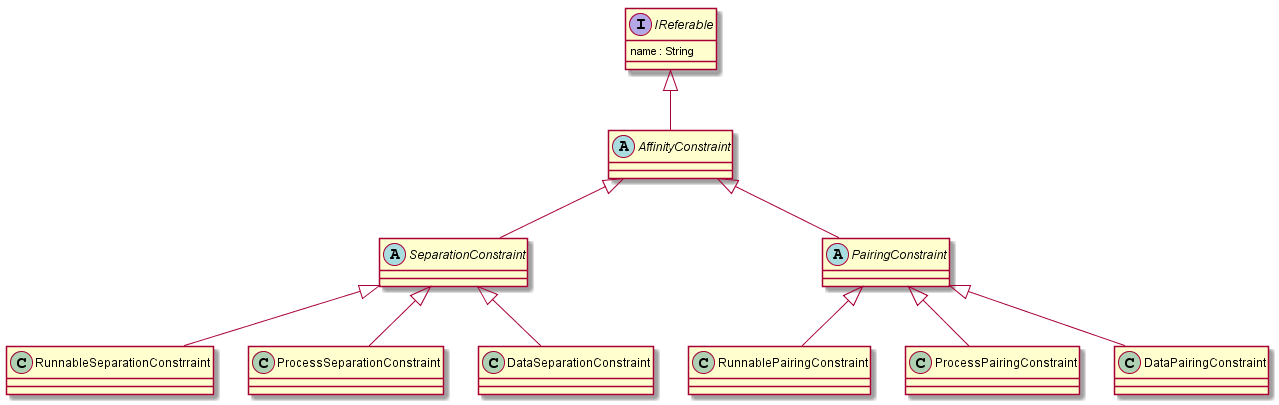 I IReferable
name : String
A AffinityConstraint
A SeparationConstraint
A PairingConstraint
C RunnableSeparationConstrraint
C ProcessSeparationConstraint
C DataSeparationConstraint
C RunnablePairingConstraint
C ProcessPairingConstraint
C DataPairingConstraint